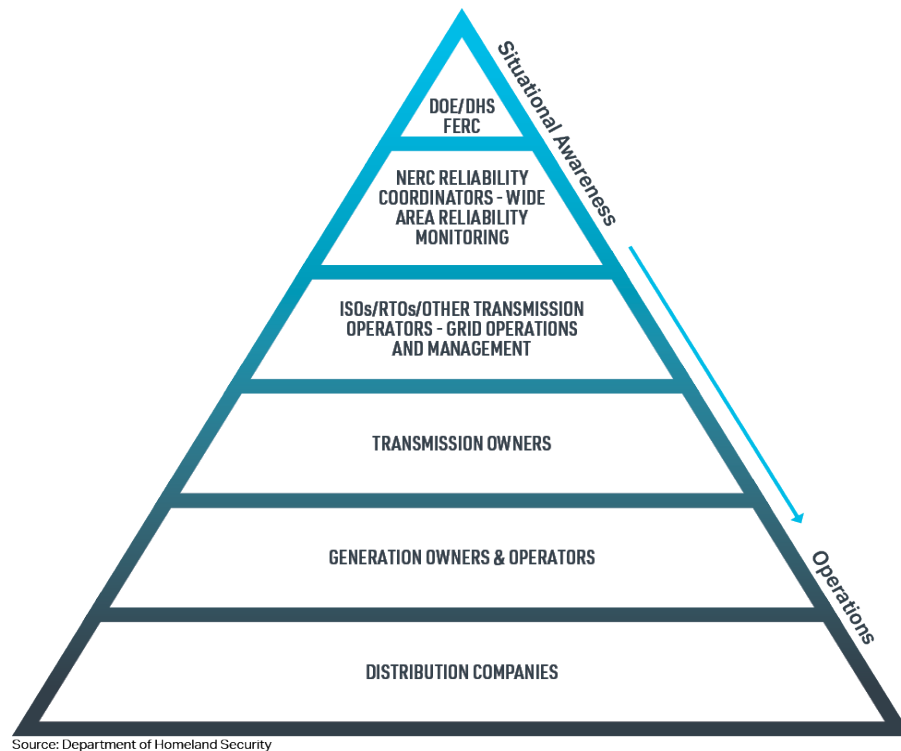 Situational Awareness
DOE/DHS
FERC
NERC RELIABILITY
COORDINATORS - WIDE
AREA RELIABILITY
MONITORING
ISOs/RTOs/OTHER TRANSMISSION
OPERATORS - GRID OPERATIONS
AND MANAGEMENT
TRANSMISSION OWNERS
GENERATION OWNERS & OPERATORS
Operations
DISTRIBUTION COMPANIES
Source: Department of Homeland Security